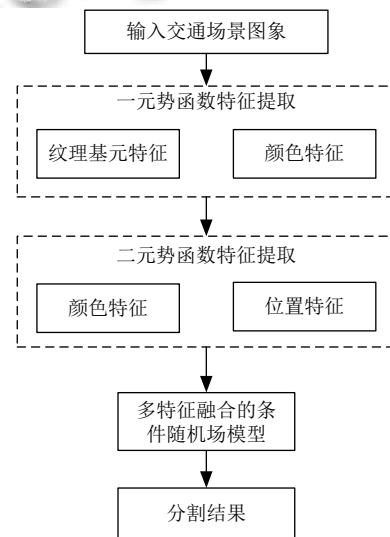 输入交通场景图象
一元势函数特征提取
纹理基元特征
颜色特征
二元势函数特征提取
颜色特征
位置特征
多特征融合的条
件随机场模型
分割结果